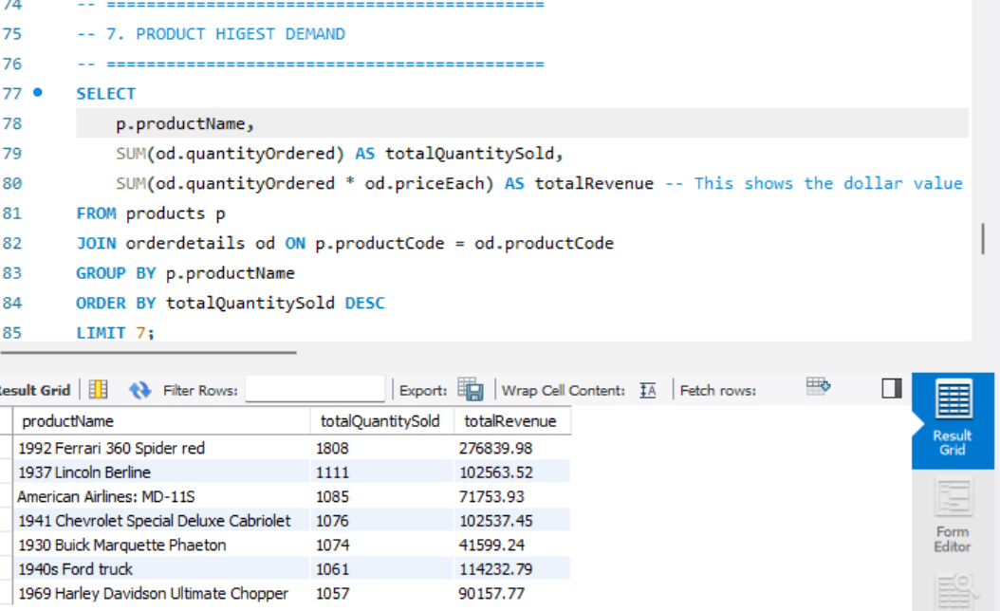 74 -- ============================================
75 -- 7. PRODUCT HIGEST DEMAND
76 -- ============================================
77 SELECT
78 p.productName,
79 SUM(od.quantityOrdered) AS totalQuantitySold,
80 SUM(od.quantityOrdered * od.priceEach) AS totalRevenue -- This shows the dollar value
81 FROM products p
82 JOIN orderdetails od ON p.productCode = od.productCode
83 GROUP BY p.productName
84 ORDER BY totalQuantitySold DESC
85 LIMIT 7;
Result Grid Filter Rows: Export: Wrap Cell Content: IA Fetch rows:
Result Grid
Form Editor
productName totalQuantitySold totalRevenue
1992 Ferrari 360 Spider red 1808 276839.98
1937 Lincoln Berline 1111 102563.52
American Airlines: MD-11S 1085 71753.93
1941 Chevrolet Special Deluxe Cabriolet 1076 102537.45
1930 Buick Marquette Phaeton 1074 41599.24
1940s Ford truck 1061 114232.79
1969 Harley Davidson Ultimate Chopper 1057 90157.77